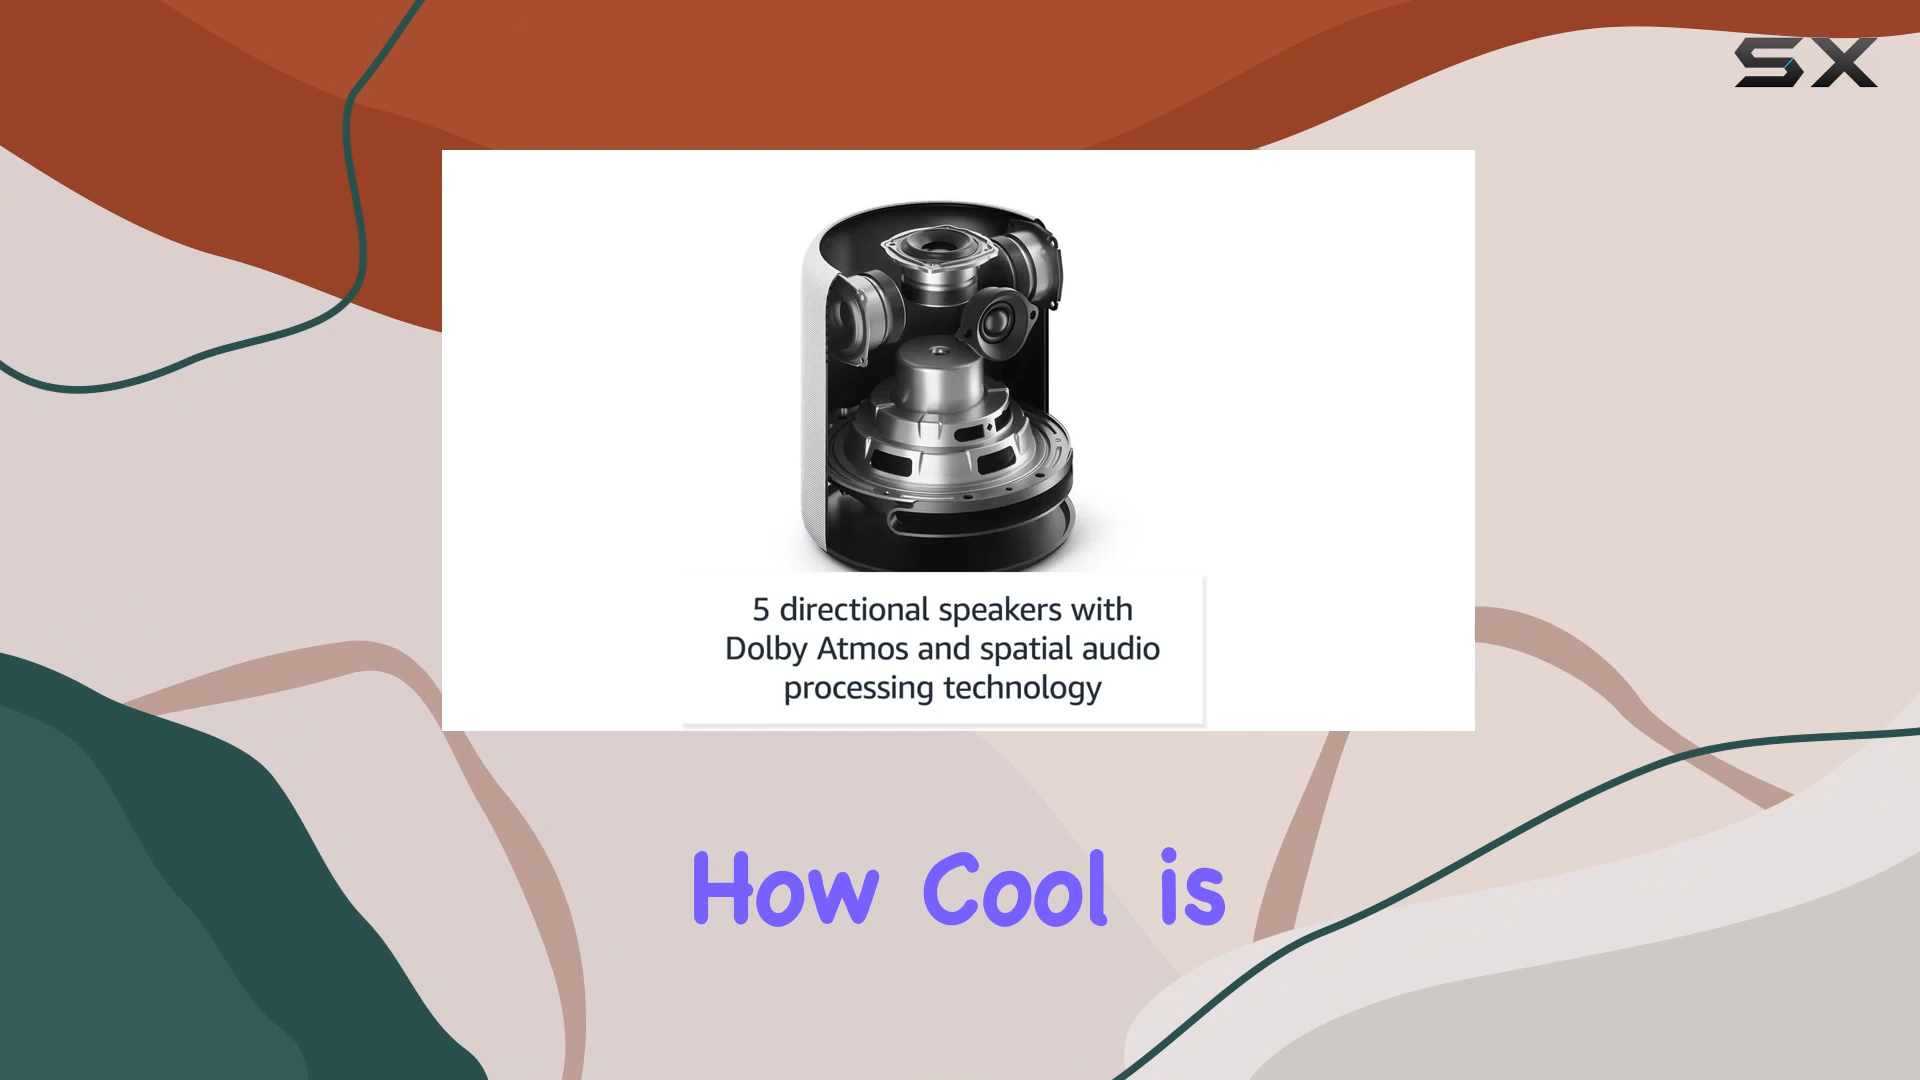 SX
5 directional speakers with
Dolby Atmos and spatial audio
processing technology
How Cool is